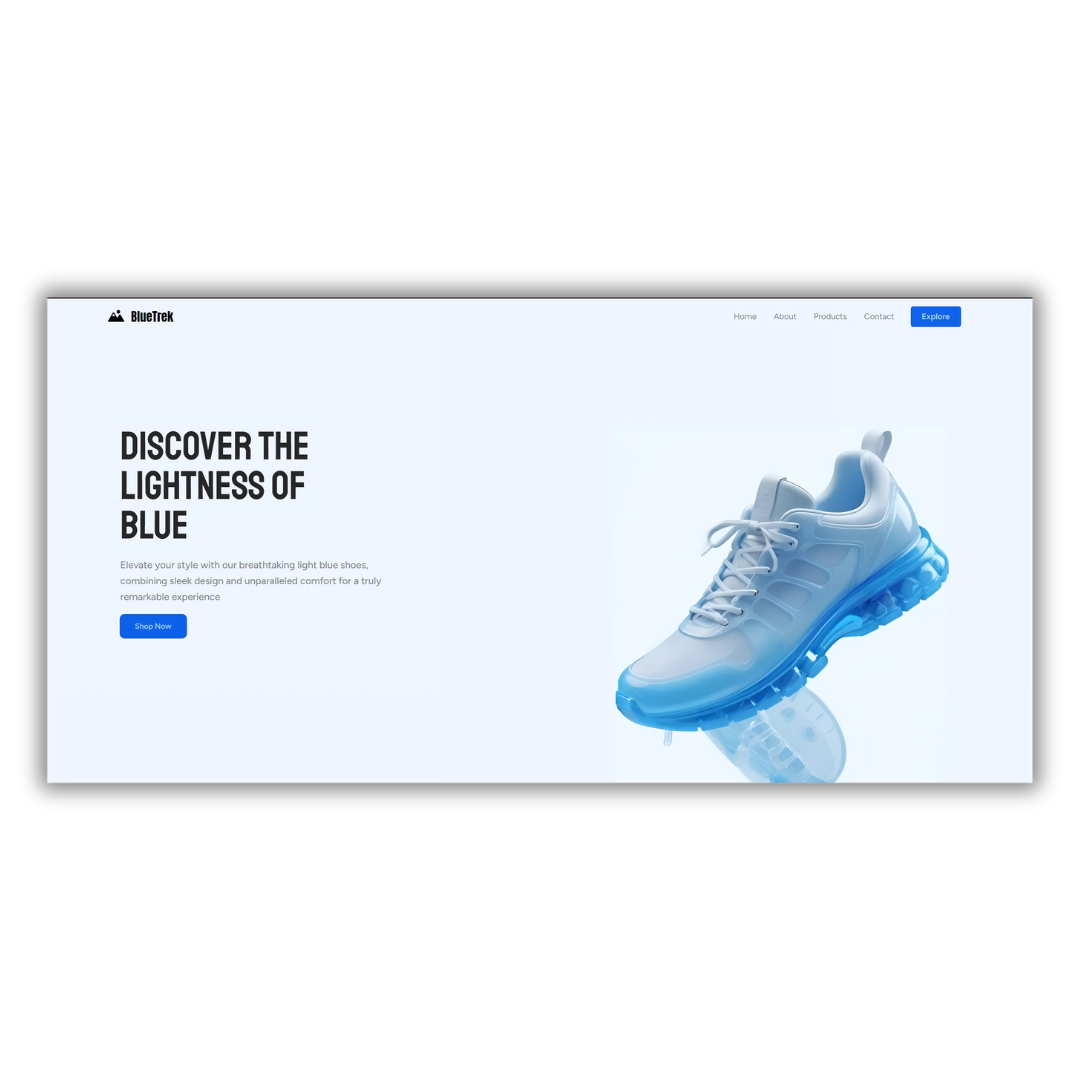 BlueTrek
Home About Products Contact Explore
DISCOVER THE
LIGHTNESS OF
BLUE
Elevate your style with our breathtaking light blue shoes,
combining sleek design and unparalleled comfort for a truly
remarkable experience
Shop Now